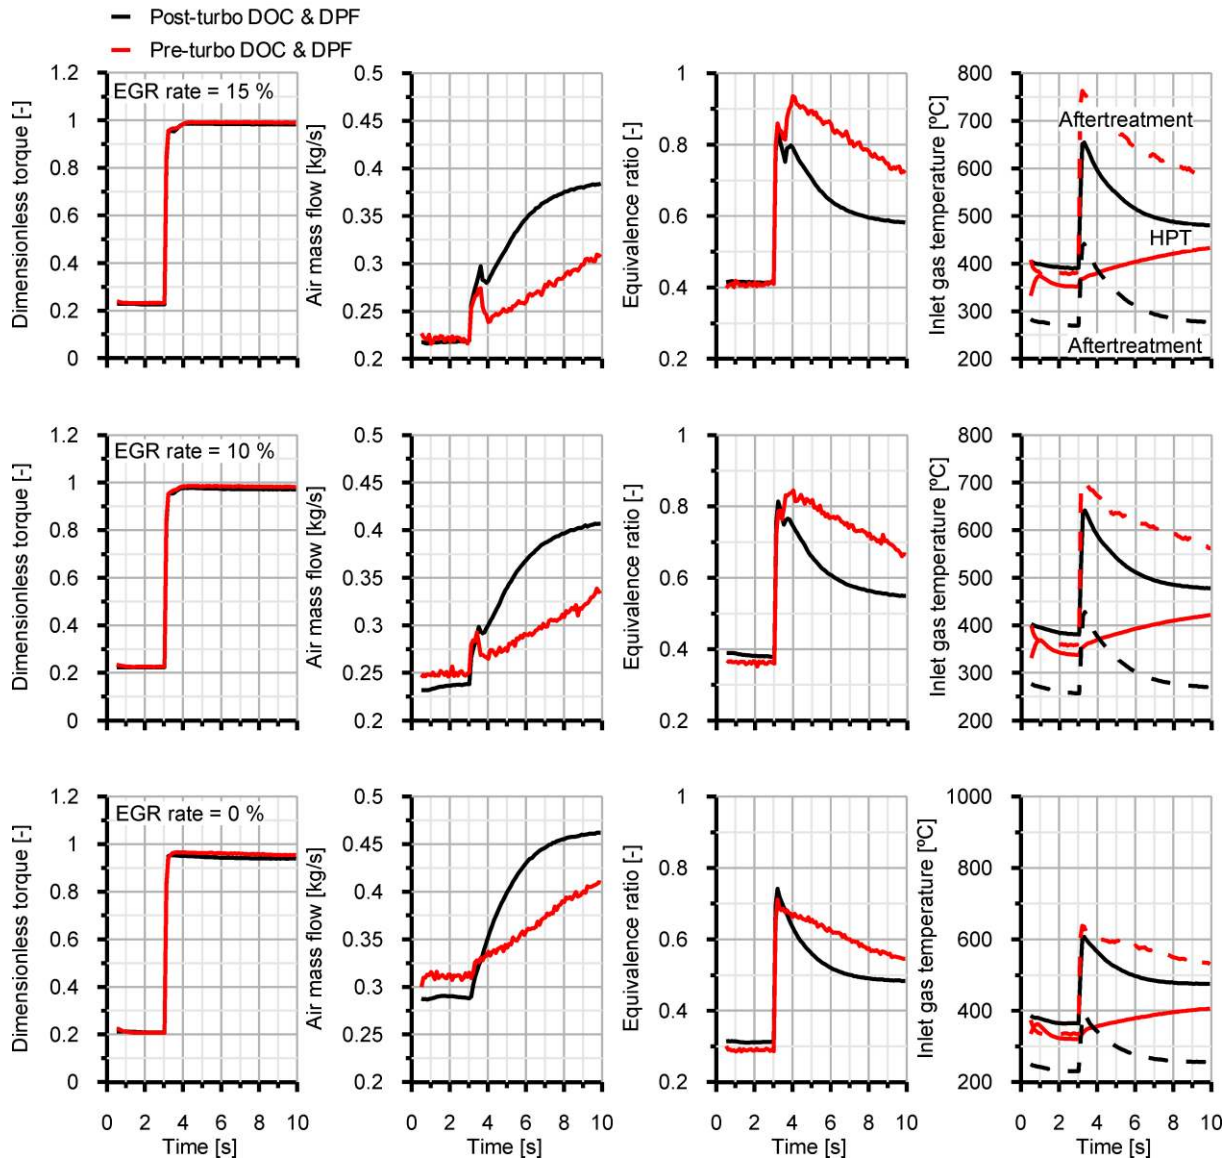 Post-turbo DOC & DPF
Pre-turbo DOC & DPF
Dimensionless torque [-]
1.2
1
0.8
0.6
0.4
0.2
0
EGR rate = 15 %
Air mass flow [kg/s]
0.5
0.45
0.4
0.35
0.3
0.25
0.2
Equivalence ratio [-]
1
0.8
0.6
0.4
0.2
Inlet gas temperature [ºC]
800
700
600
500
400
300
200
Aftertreatment
HPT
Aftertreatment
Dimensionless torque [-]
1.2
1
0.8
0.6
0.4
0.2
0
EGR rate = 10 %
Air mass flow [kg/s]
0.5
0.45
0.4
0.35
0.3
0.25
0.2
Equivalence ratio [-]
1
0.8
0.6
0.4
0.2
Inlet gas temperature [ºC]
800
700
600
500
400
300
200
Dimensionless torque [-]
1.2
1
0.8
0.6
0.4
0.2
0
EGR rate = 0 %
0 2 4 6 8 10
Time [s]
Air mass flow [kg/s]
0.5
0.45
0.4
0.35
0.3
0.25
0.2
0 2 4 6 8 10
Time [s]
Equivalence ratio [-]
1
0.8
0.6
0.4
0.2
0 2 4 6 8 10
Time [s]
Inlet gas temperature [ºC]
1000
800
600
400
200
0 2 4 6 8 10
Time [s]